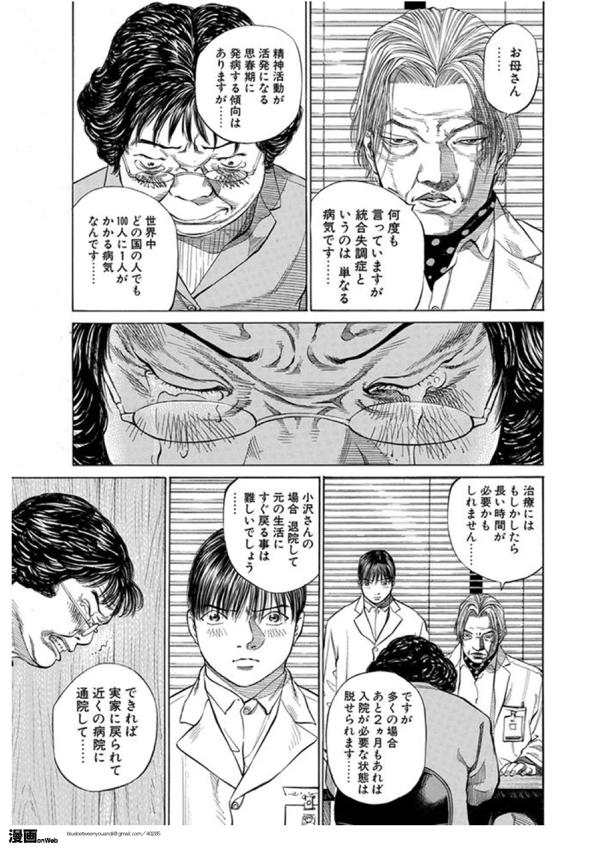 お母さん
……
何度も
言っていますが
統合失調症と
いうのは 単なる
病気です……
精神活動が
活発になる
思春期に
発病する傾向は
ありますが……
世界中
どの国の人でも
100人に1人が
かかる病気
なんです……
治療には
もしかしたら
長い時間が
必要かも
しれません……
ですが
多くの場合
あと2ヵ月もあれば
入院が必要な状態は
脱せられます……
小沢さんの
場合 退院して
元の生活に
すぐ戻る事は
難しいでしょう
……
できれば
実家に戻られて
近くの病院に
通院して……
漫画onWeb
bluebetweenyouandi@gmail.com/40285